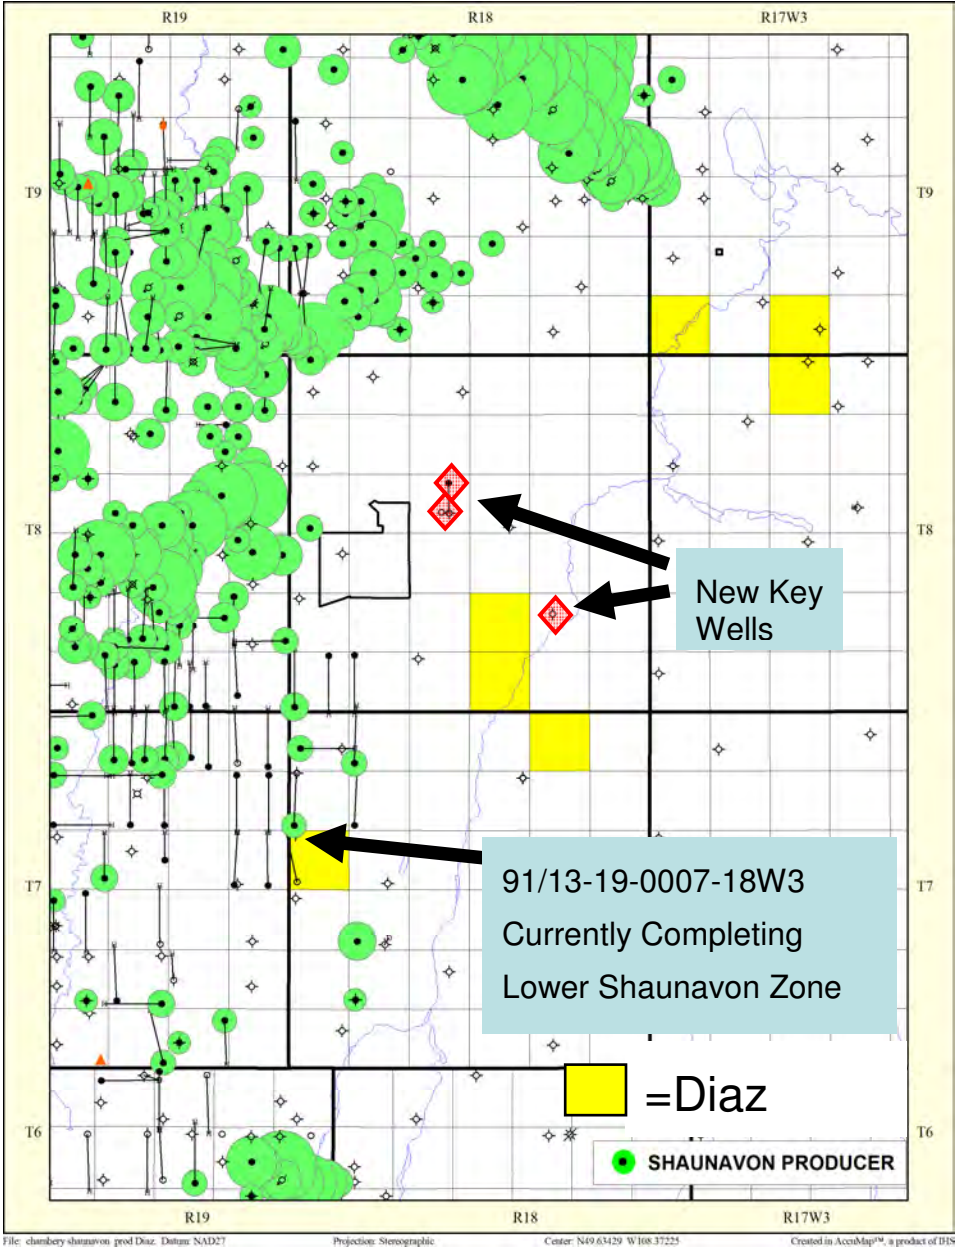 R19 R18 R17W3
T9 T9
T8 T8
New Key
Wells
91/13-19-0007-18W3
Currently Completing
Lower Shaunavon Zone
T7 T7
=Diaz
T6 T6
SHAUNAVON PRODUCER
R19 R18 R17W3
File: chambery shaunavon prod Diaz. Datum: NAD27 Projection: Stereographic Center: N49.63429 W108.37225 Created in AccuMap™, a product of IHS